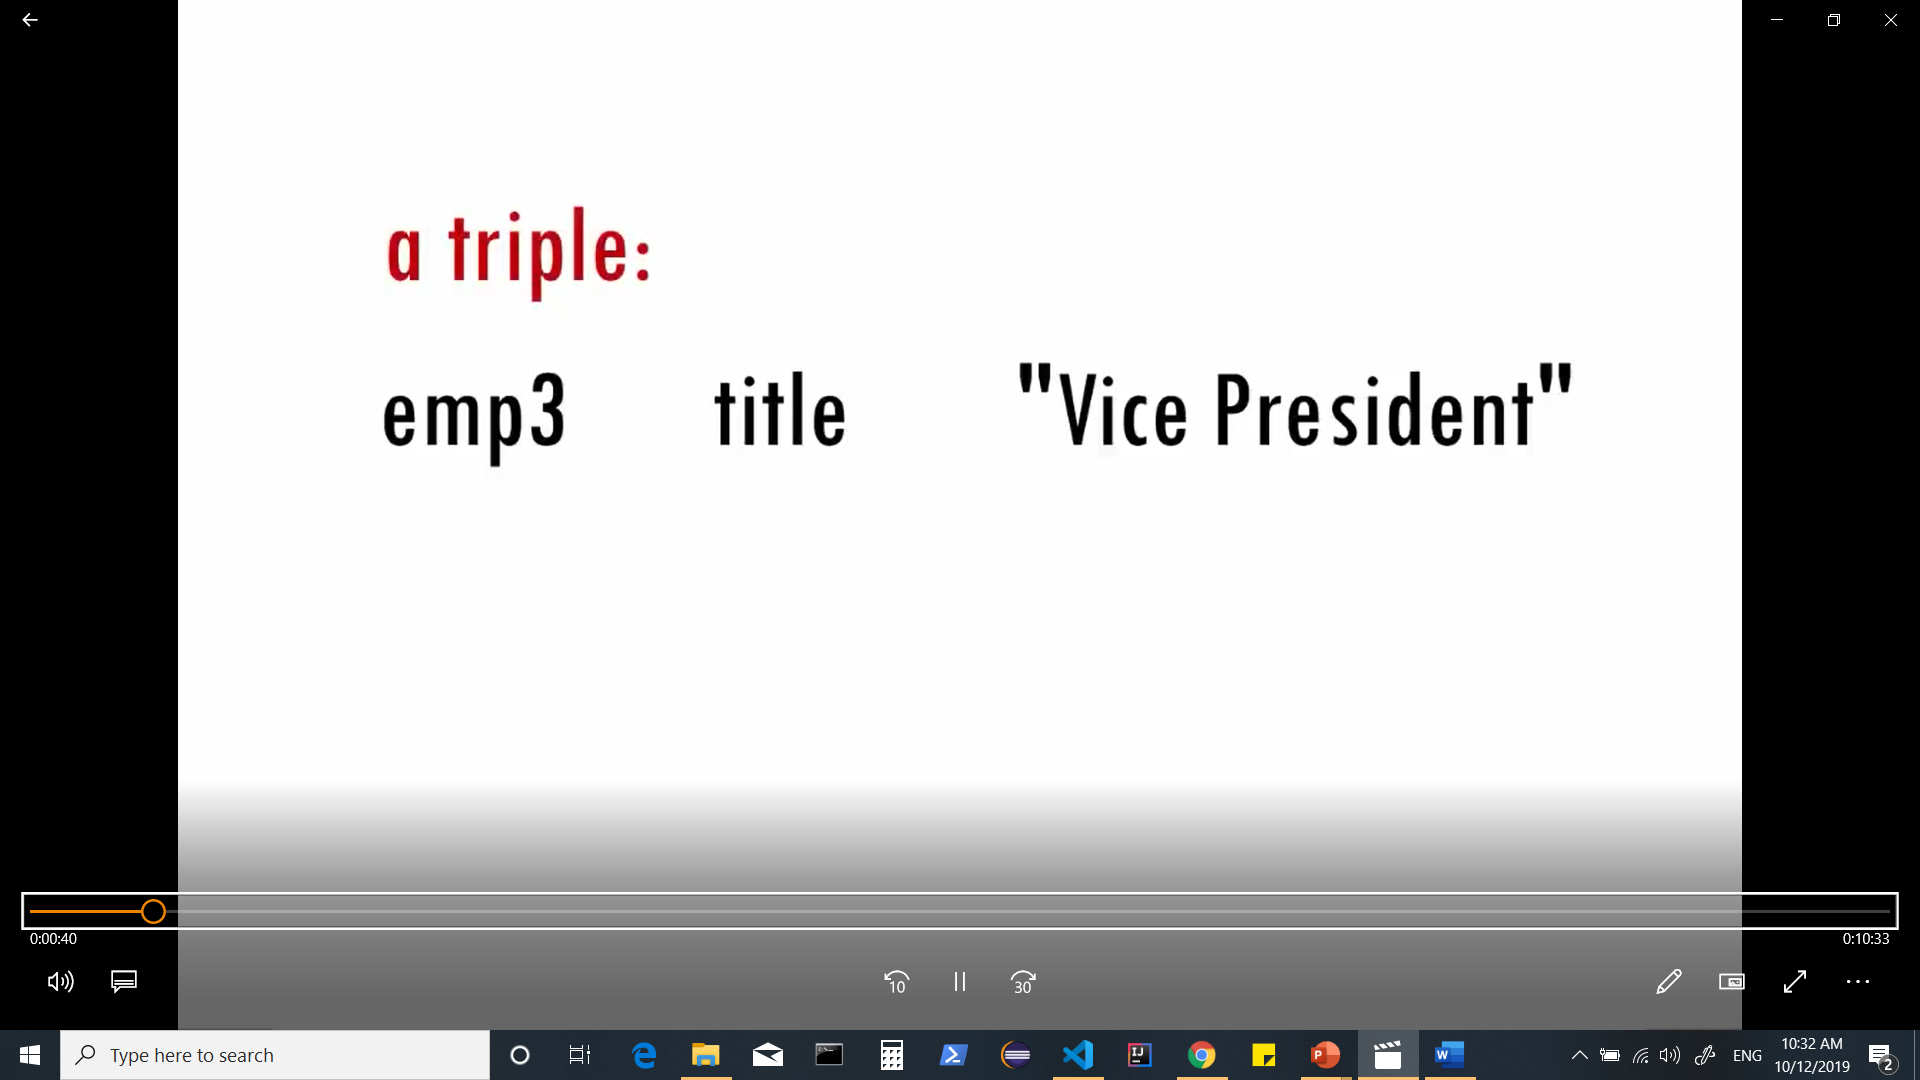 a triple:
emp3 title "Vice President"
0:00:40 0:10:33
10 30
Type here to search
ENG
10:32 AM
10/12/2019
2